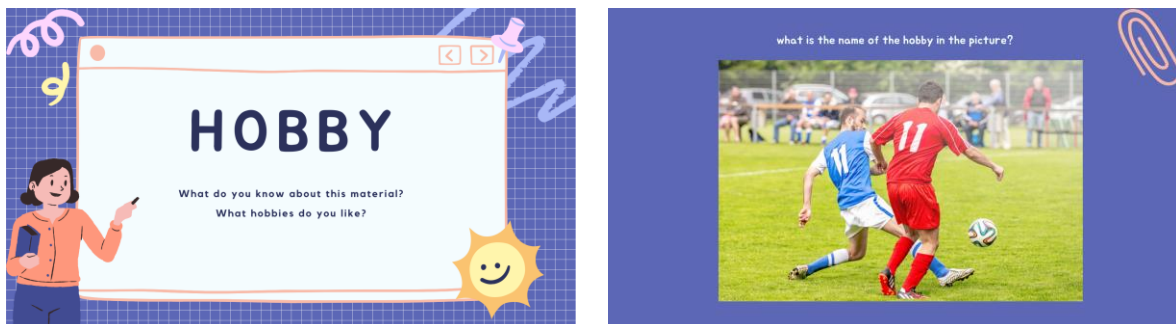 HOBBY
What do you know about this material?
What hobbies do you like?
what is the name of the hobby in the picture?
11
11